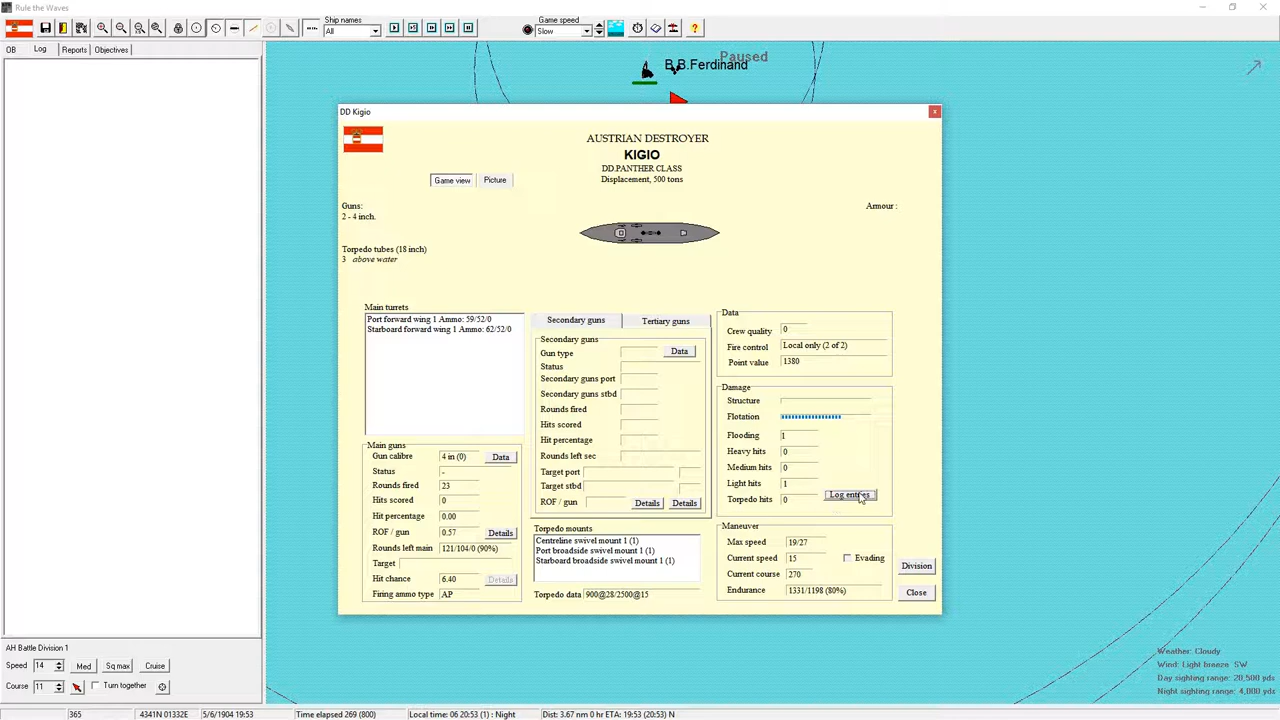 Rule the Waves
Ship names
All
Game speed
Slow
OB
Log
Reports
Objectives
B B.Ferdinand
Paused
DD Kigio
AUSTRIAN DESTROYER
KIGIO
DD.PANTHER CLASS
Displacement, 500 tons
Game view
Picture
Guns:
2 - 4 inch.
Armour :
Torpedo tubes (18 inch)
3 above water
Main turrets
Port forward wing 1 Ammo: 59/52/0
Starboard forward wing 1 Ammo: 62/52/0
Main guns
Gun calibre 4 in (0) Data
Status -
Rounds fired 23
Hits scored 0
Hit percentage 0.00
ROF / gun 0.57 Details
Rounds left main 121/104/0 (90%)
Target
Hit chance 6.40 Details
Firing ammo type AP
Secondary guns
Tertiary guns
Secondary guns
Gun type Data
Status
Secondary guns port
Secondary guns stbd
Rounds fired
Hits scored
Hit percentage
Rounds left sec
Target port
Target stbd
ROF / gun Details Details
Torpedo mounts
Centreline swivel mount 1 (1)
Port broadside swivel mount 1 (1)
Starboard broadside swivel mount 1 (1)
Torpedo data 900@28/2500@15
Data
Crew quality 0
Fire control Local only (2 of 2)
Point value 1380
Damage
Structure
Flotation
Flooding 1
Heavy hits 0
Medium hits 0
Light hits 1
Torpedo hits 0
Log entries
Maneuver
Max speed 19/27
Current speed 15 Evading
Current course 270
Endurance 1331/1198 (80%)
Division
Close
AH Battle Division 1
Speed 14 Med Sq max Cruise
Course 11 Turn together
Weather: Cloudy
Wind: Light breeze SW
Day sighting range: 20,500 yds
Night sighting range: 4,000 yds
365 4341N 01332E 5/6/1904 19:53 Time elapsed 269 (800) Local time: 06 20:53 (1) : Night Dist: 3.67 nm 0 hr ETA: 19:53 (20:53) N